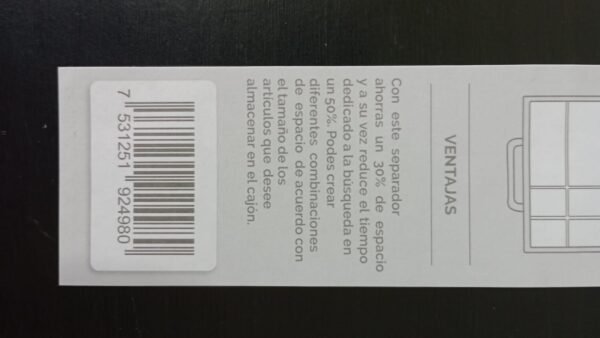 VENTAJAS
Con este separador
ahorras un 30% de espacio
y a su vez reduce el tiempo
dedicado a la búsqueda en
un 50%. Podes crear
diferentes combinaciones
de espacio de acuerdo con
el tamaño de los
articulos que desee
almacenar en el cajón.
7 531251 924980